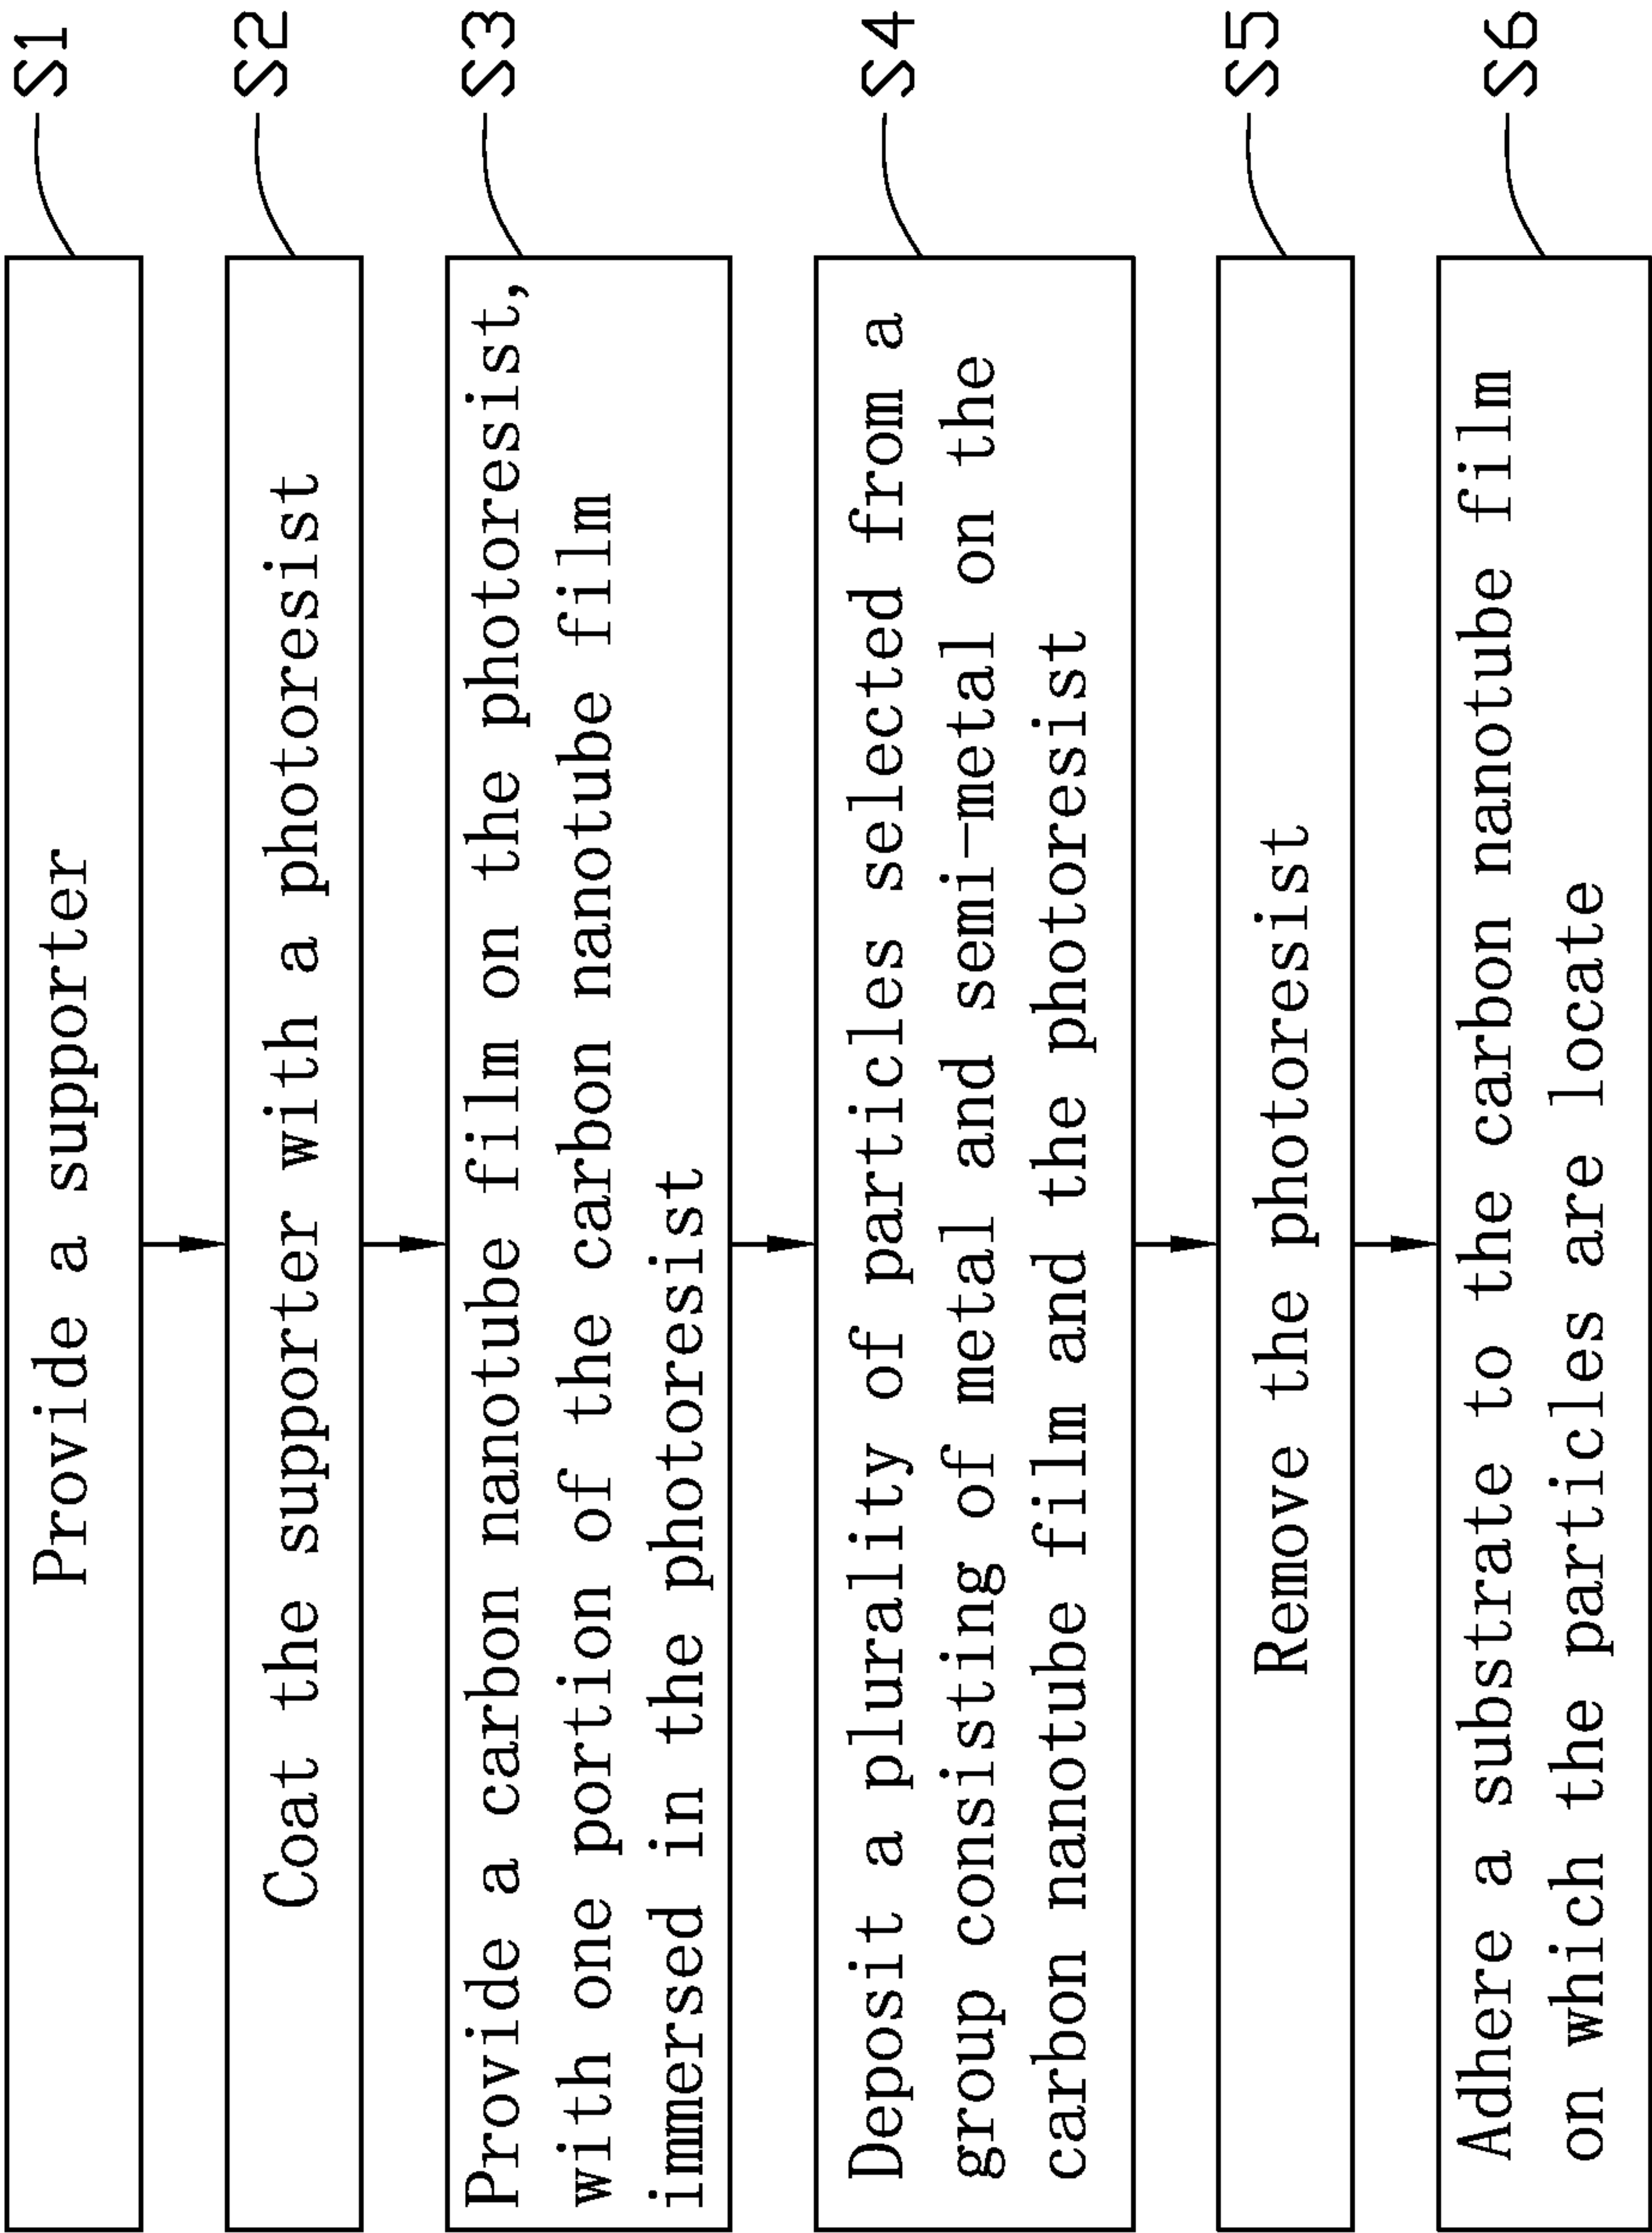 Provide a supporter
S1
Coat the supporter with a photoresist
S2
Provide a carbon nanotube film on the photoresist,
with one portion of the carbon nanotube film
immersed in the photoresist
S3
Deposit a plurality of particles selected from a
group consisting of metal and semi-metal on the
carbon nanotube film and the photoresist
S4
Remove the photoresist
S5
Adhere a substrate to the carbon nanotube film
on which the particles are locate
S6